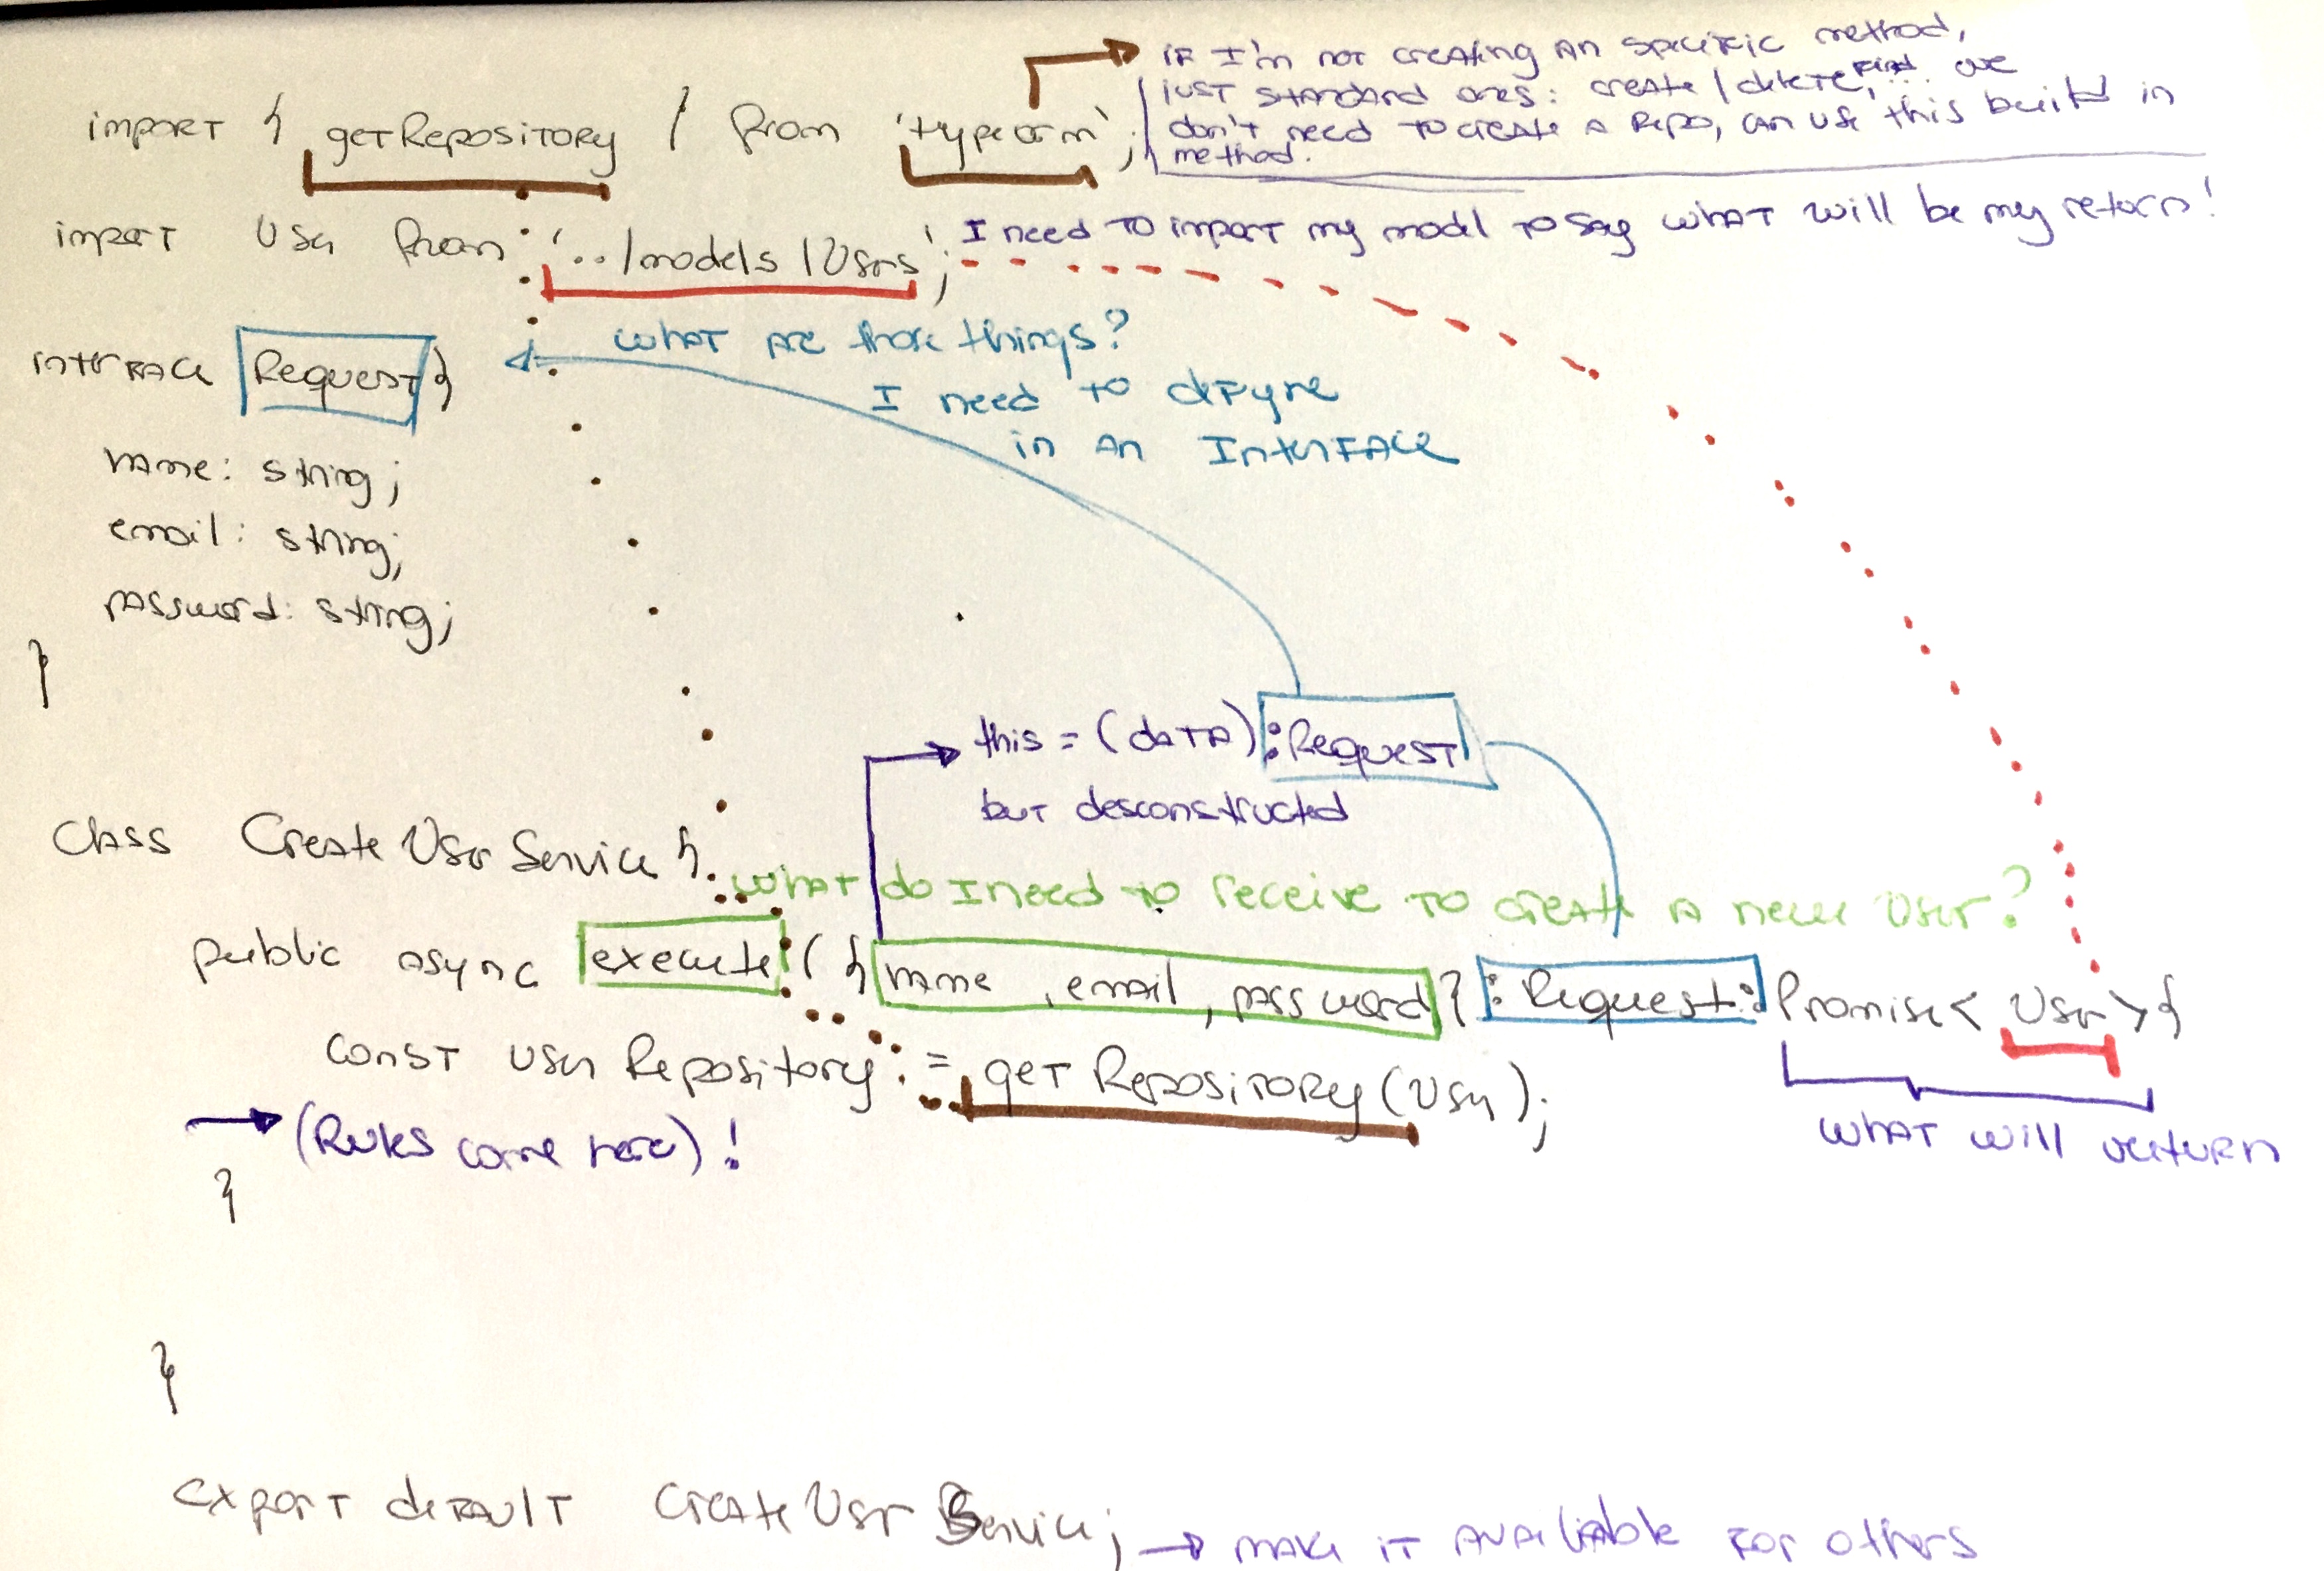 if I'm not creating an specific method,
just standard ones: create / delete, find... we
don't need to create a repo, can use this build in
method.
import { getRepository } from 'typeorm';
import User from '../models/Users'; I need to import my model to say what will be my return!
what are those things?
I need to defyne
in an Interface
interface Request {
name: string;
email: string;
password: string;
}
this = (data) :Request
but desconstructed
Class CreateUserService {
what do I need to receive to create a new user?
public async execute ({ name, email, password } :Request: Promise< User > {
const userRepository = getRepository (User);
what will return
→ (Rules come here) !
}
}
export default CreateUserService; → make it available for others